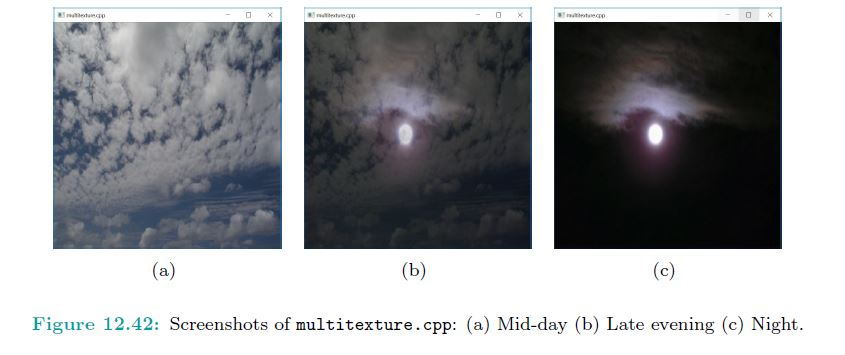 multitexture.cpp
multitexture.cpp
multitexture.cpp
(a)
(b)
(c)
Figure 12.42: Screenshots of multitexture.cpp: (a) Mid-day (b) Late evening (c) Night.